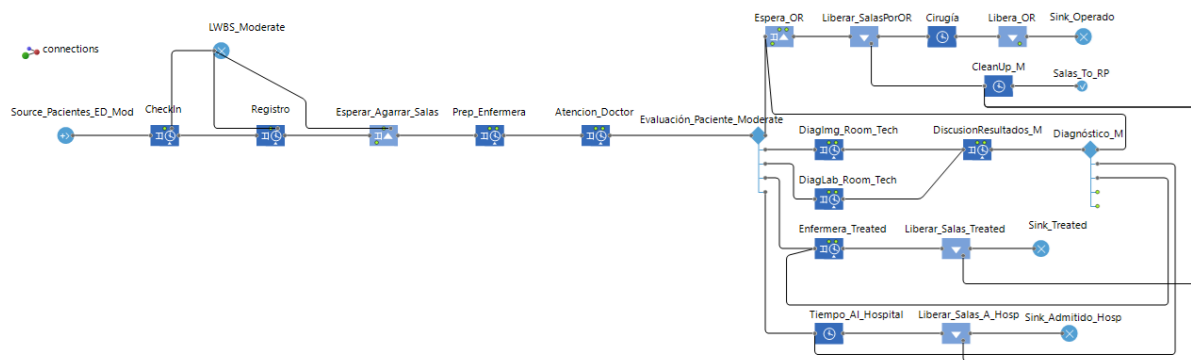 Espera_OR
Liberar_SalasPorOR
Cirugía
Libera_OR
Sink_Operado
LWBS_Moderate
connections
CleanUp_M
Salas_To_RP
Source_Pacientes_ED_Mod
CheckIn
Registro
Esperar_Agarrar_Salas
Prep_Enfermera
Atencion_Doctor
Evaluación_Paciente_Moderate
DiagImg_Room_Tech
DiscusionResultados_M
Diagnóstico_M
DiagLab_Room_Tech
Enfermera_Treated
Liberar_Salas_Treated
Sink_Treated
Tiempo_Al_Hospital
Liberar_Salas_A_Hosp
Sink_Admitido_Hosp